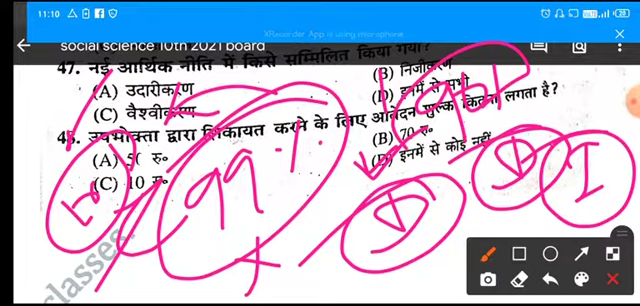 11:10
XRecorder App is using microphone
social science 10th 2021 board
47. नई आर्थिक नीति में किसे सम्मिलित किया गया?
(A) उदारीकरण (B) निजीकरण
(C) वैश्वीकरण (D) इनमें से सभी
48. उपभोक्ता द्वारा शिकायत करने के लिए आवेदन शुल्क कितना लगता है?
(A) 50 रु० (B) 70 रु०
(C) 10 रु० (D) इनमें से कोई नहीं
99%
D
D
I
classes